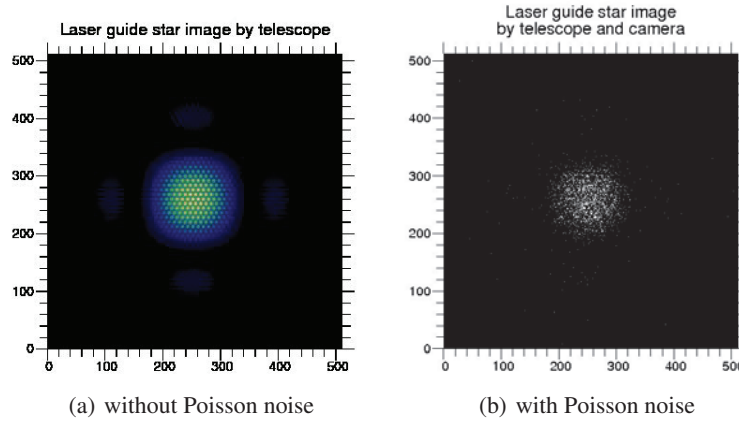 Laser guide star image by telescope
500
400
300
200
100
0
0 100 200 300 400 500
(a) without Poisson noise
Laser guide star image
by telescope and camera
500
400
300
200
100
0
0 100 200 300 400 500
(b) with Poisson noise